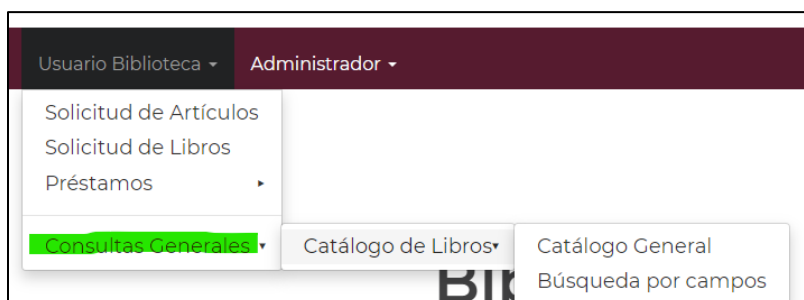 Usuario Biblioteca Administrador
Solicitud de Artículos
Solicitud de Libros
Préstamos
Consultas Generales Catálogo de Libros Catálogo General
Búsqueda por campos